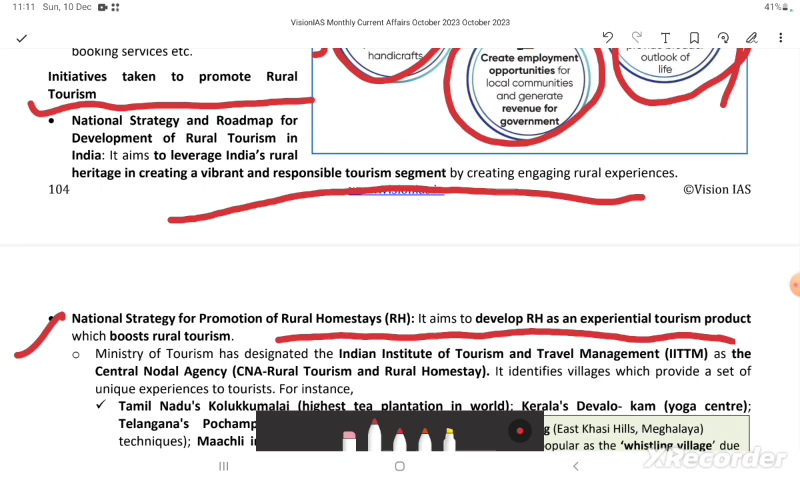 11:11 Sun, 10 Dec
41%
VisionIAS Monthly Current Affairs October 2023 October 2023
booking services etc.
Initiatives taken to promote Rural
Tourism
• National Strategy and Roadmap for
Development of Rural Tourism in
India: It aims to leverage India's rural
heritage in creating a vibrant and responsible tourism segment by creating engaging rural experiences.
handicrafts
Create employment
opportunities for
local communities
and generate
revenue for
government
outlook of
life
104
©Vision IAS
• National Strategy for Promotion of Rural Homestays (RH): It aims to develop RH as an experiential tourism product
which boosts rural tourism.
o Ministry of Tourism has designated the Indian Institute of Tourism and Travel Management (IITTM) as the
Central Nodal Agency (CNA-Rural Tourism and Rural Homestay). It identifies villages which provide a set of
unique experiences to tourists. For instance,
✓ Tamil Nadu's Kolukkumalai (highest tea plantation in world); Kerala's Devalo- kam (yoga centre);
Telangana's
techniques); Maachli
(East Khasi Hills, Meghalaya)
popular as the 'whistling village' due
XRecorder